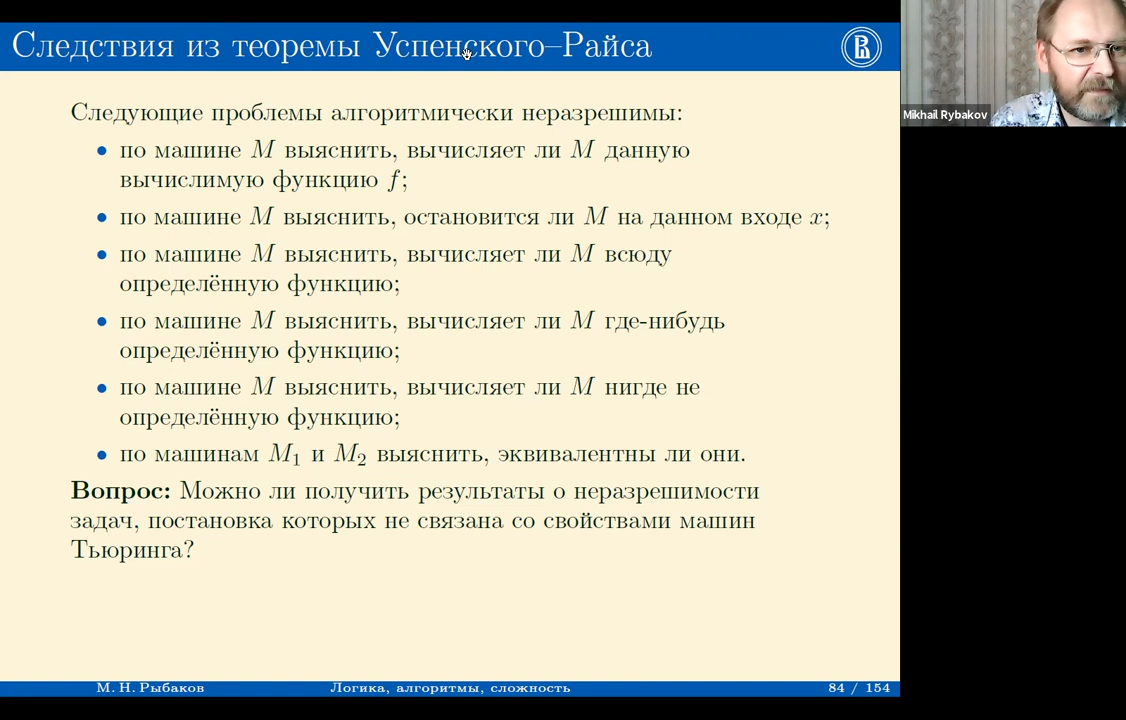 Следствия из теоремы Успенского–Райса
Mikhail Rybakov
Следующие проблемы алгоритмически неразрешимы:
• по машине M выяснить, вычисляет ли M данную
вычислимую функцию f;
• по машине M выяснить, остановится ли M на данном входе x;
• по машине M выяснить, вычисляет ли M всюду
определённую функцию;
• по машине M выяснить, вычисляет ли M где-нибудь
определённую функцию;
• по машине M выяснить, вычисляет ли M нигде не
определённую функцию;
• по машинам M₁ и M₂ выяснить, эквивалентны ли они.
Вопрос: Можно ли получить результаты о неразрешимости
задач, постановка которых не связана со свойствами машин
Тьюринга?
М. Н. Рыбаков Логика, алгоритмы, сложность 84 / 154